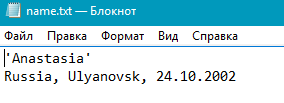 name.txt — Блокнот
Файл Правка Формат Вид Справка
'Anastasia'
Russia, Ulyanovsk, 24.10.2002